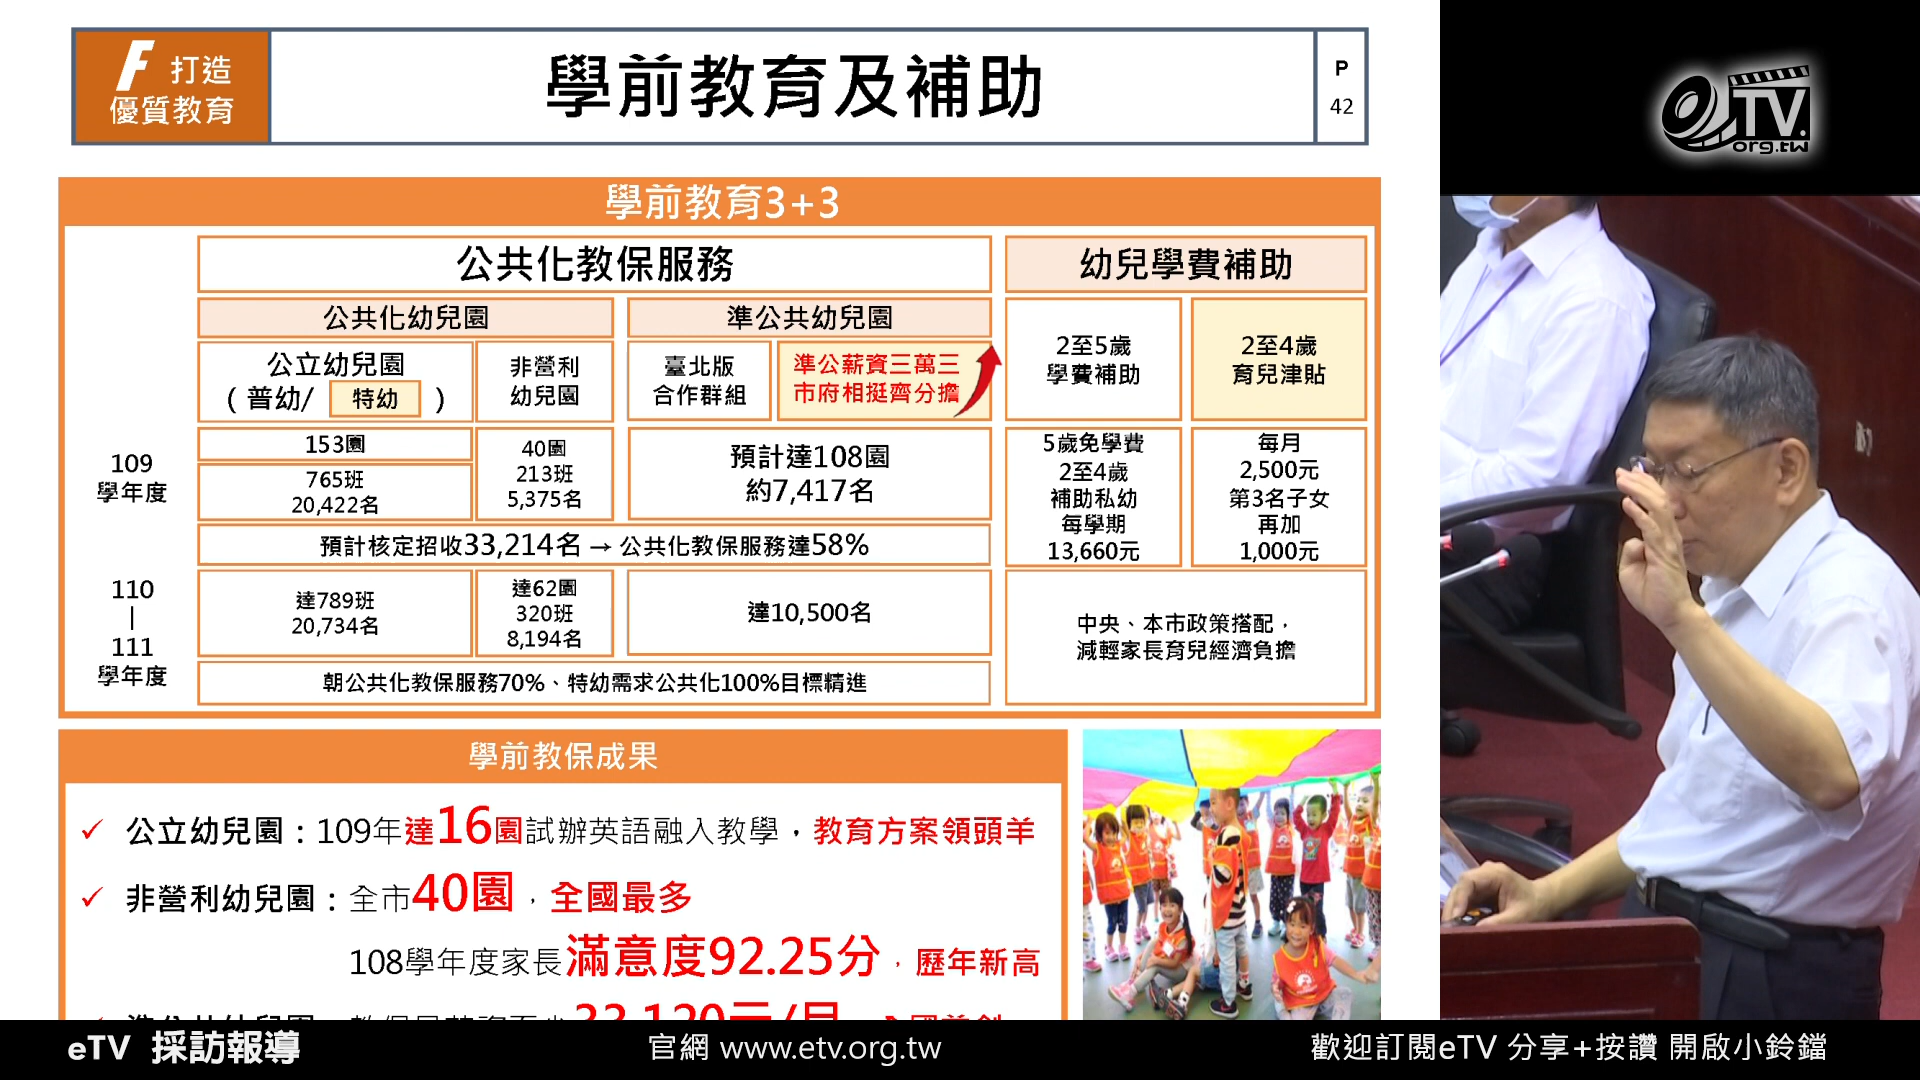 F 打造
優質教育
學前教育及補助
P
42
eTV.
org.tw
學前教育3+3
公共化教保服務
幼兒學費補助
公共化幼兒園
準公共幼兒園
公立幼兒園
(普幼/ 特幼 )
非營利
幼兒園
臺北版
合作群組
準公薪資三萬三
市府相挺齊分擔
2至5歲
學費補助
2至4歲
育兒津貼
109
學年度
153園
765班
20,422名
40園
213班
5,375名
預計達108園
約7,417名
5歲免學費
2至4歲
補助私幼
每學期
13,660元
每月
2,500元
第3名子女
再加
1,000元
預計核定招收33,214名→公共化教保服務達58%
110
|
111
學年度
達789班
20,734名
達62園
320班
8,194名
達10,500名
中央、本市政策搭配，
減輕家長育兒經濟負擔
朝公共化教保服務70%、特幼需求公共化100%目標精進
學前教保成果
✓ 公立幼兒園：109年達16園試辦英語融入教學，教育方案領頭羊
✓ 非營利幼兒園：全市40園，全國最多
108學年度家長滿意度92.25分，歷年新高
eTV 採訪報導
官網 www.etv.org.tw
歡迎訂閱eTV 分享+按讚 開啟小鈴鐺